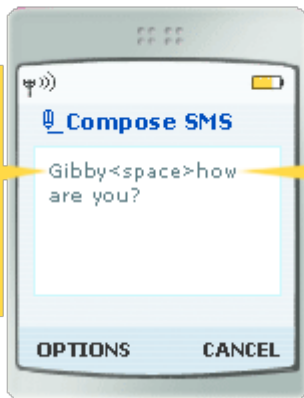 Compose SMS
Gibby<space>how
are you?
OPTIONS CANCEL